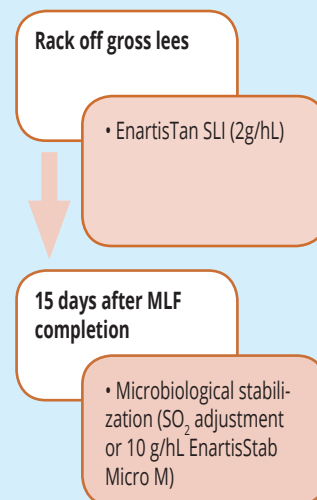 Rack off gross lees
• EnartisTan SLI (2g/hL)
15 days after MLF
completion
• Microbiological stabili-
zation (SO₂ adjustment
or 10 g/hL EnartisStab
Micro M)